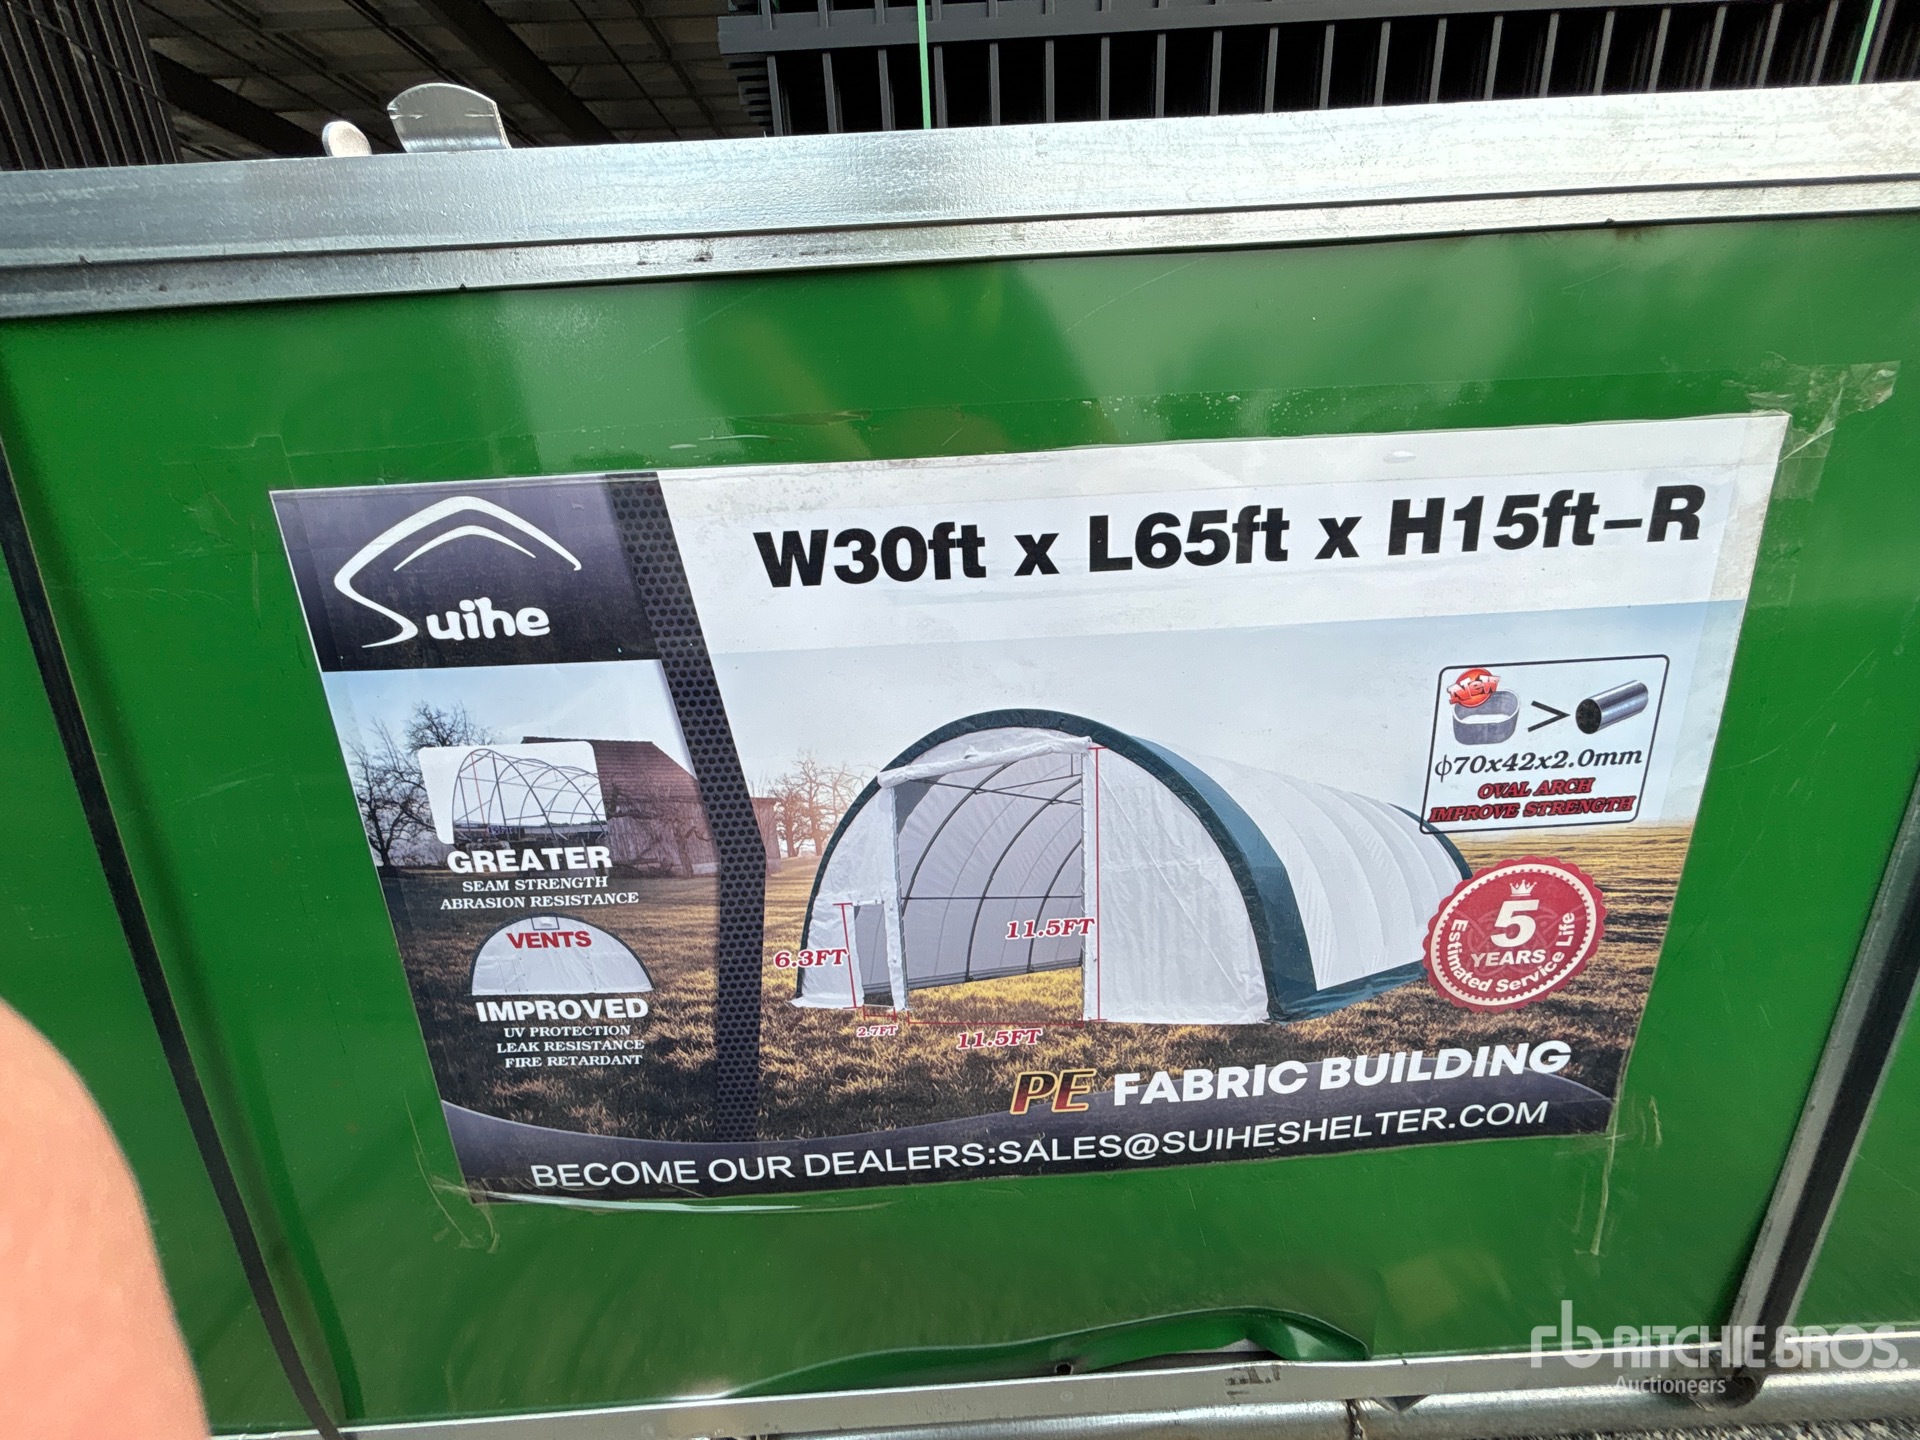 Suihe
W30ft x L65ft x H15ft-R
New
>
ф70x42x2.0mm
OVAL ARCH
IMPROVE STRENGTH
GREATER
SEAM STRENGTH
ABRASION RESISTANCE
VENTS
IMPROVED
UV PROTECTION
LEAK RESISTANCE
FIRE RETARDANT
6.3FT
11.5FT
2.7FT
11.5FT
5
YEARS
Estimated Service Life
PE FABRIC BUILDING
BECOME OUR DEALERS:SALES@SUIHESHELTER.COM
rb RITCHIE BROS.
Auctioneers